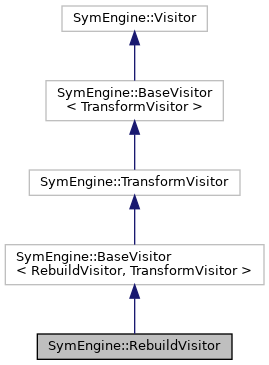 SymEngine::Visitor
SymEngine::BaseVisitor
< TransformVisitor >
SymEngine::TransformVisitor
SymEngine::BaseVisitor
< RebuildVisitor, TransformVisitor >
SymEngine::RebuildVisitor